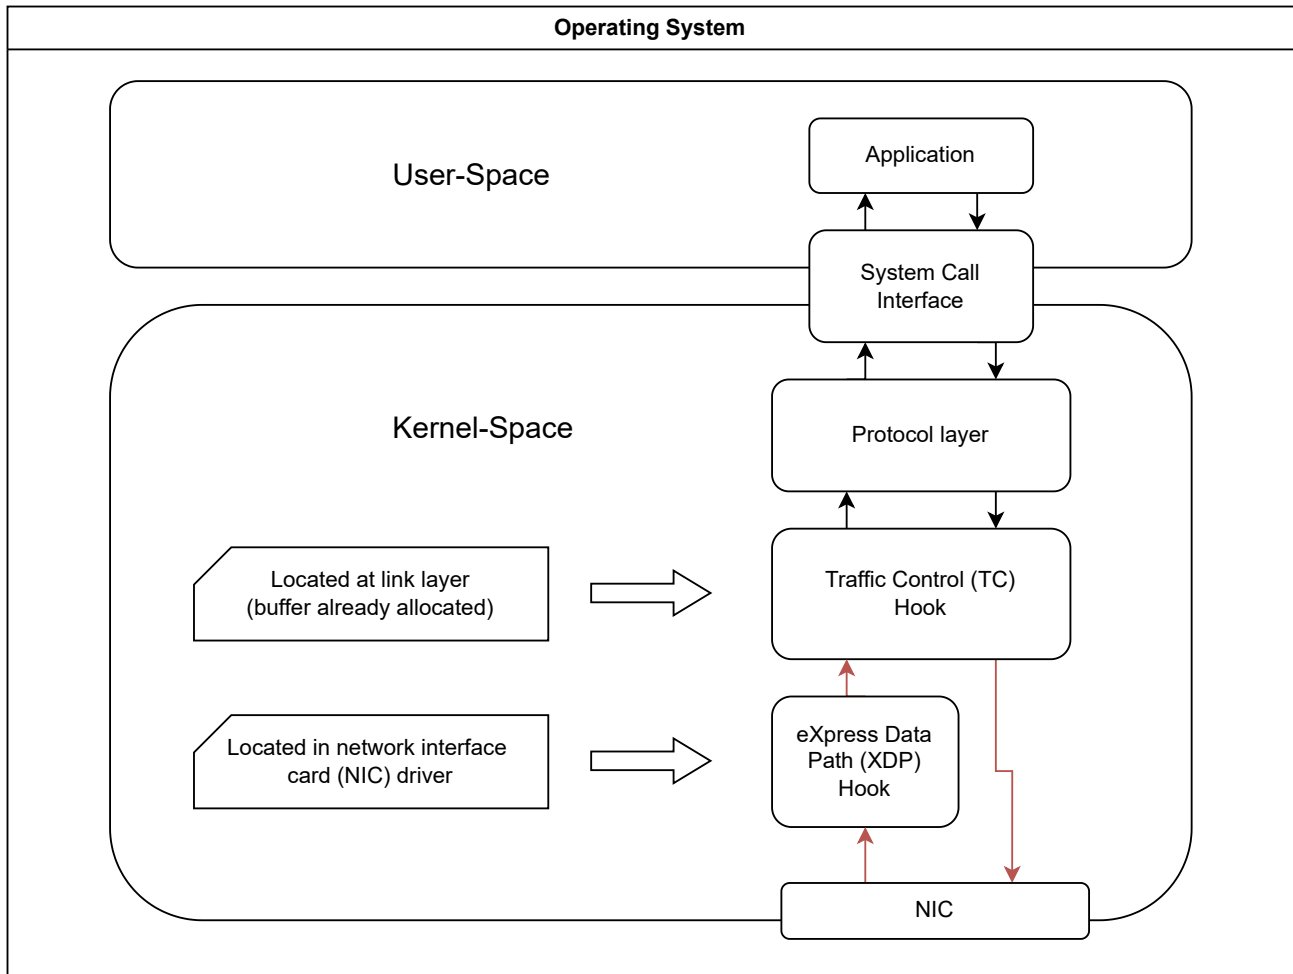 Operating System
User-Space
Application
System Call
Interface
Kernel-Space
Protocol layer
Located at link layer
(buffer already allocated)
Traffic Control (TC)
Hook
Located in network interface
card (NIC) driver
eXpress Data
Path (XDP)
Hook
NIC